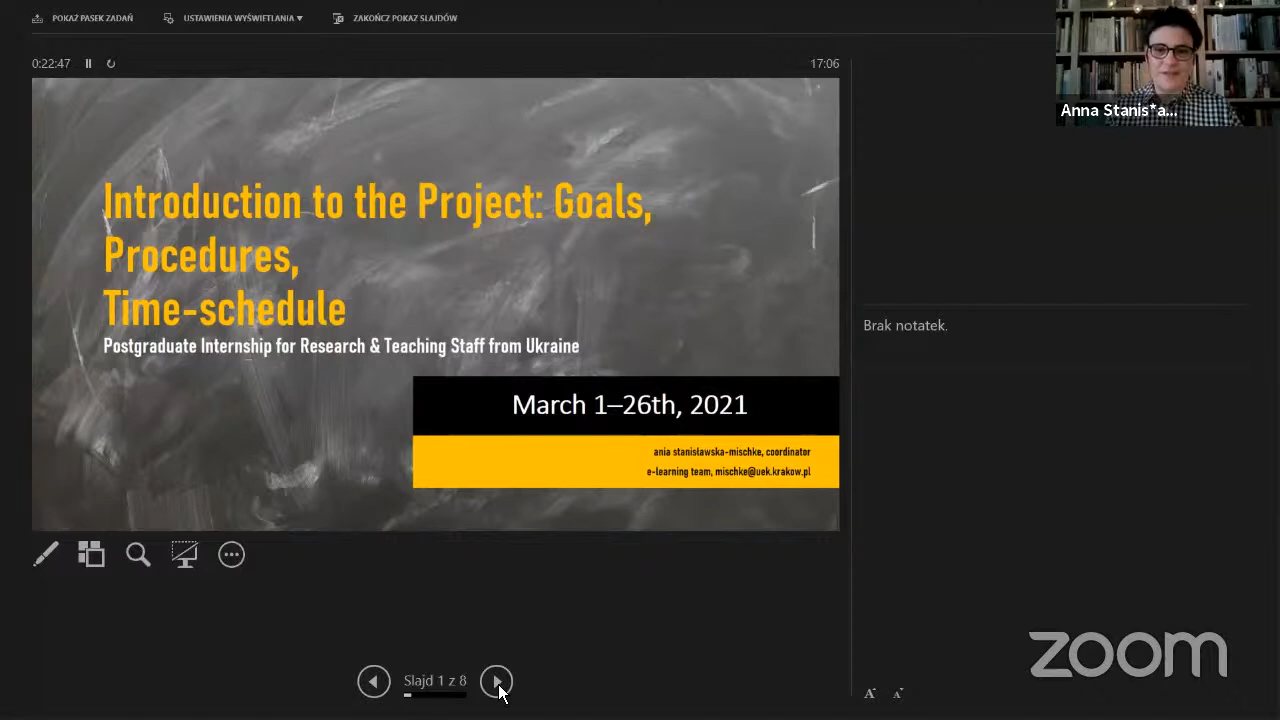 POKAŻ PASEK ZADAŃ
USTAWIENIA WYŚWIETLANIA ▼
ZAKOŃCZ POKAZ SLAJDÓW
Anna Stanis*a...
0:22:47
17:06
Introduction to the Project: Goals,
Procedures,
Time-schedule
Postgraduate Internship for Research & Teaching Staff from Ukraine
March 1–26th, 2021
ania stanisławska-mischke, coordinator
e-learning team, mischke@uek.krakow.pl
Brak notatek.
Slajd 1 z 8
A A
zoom